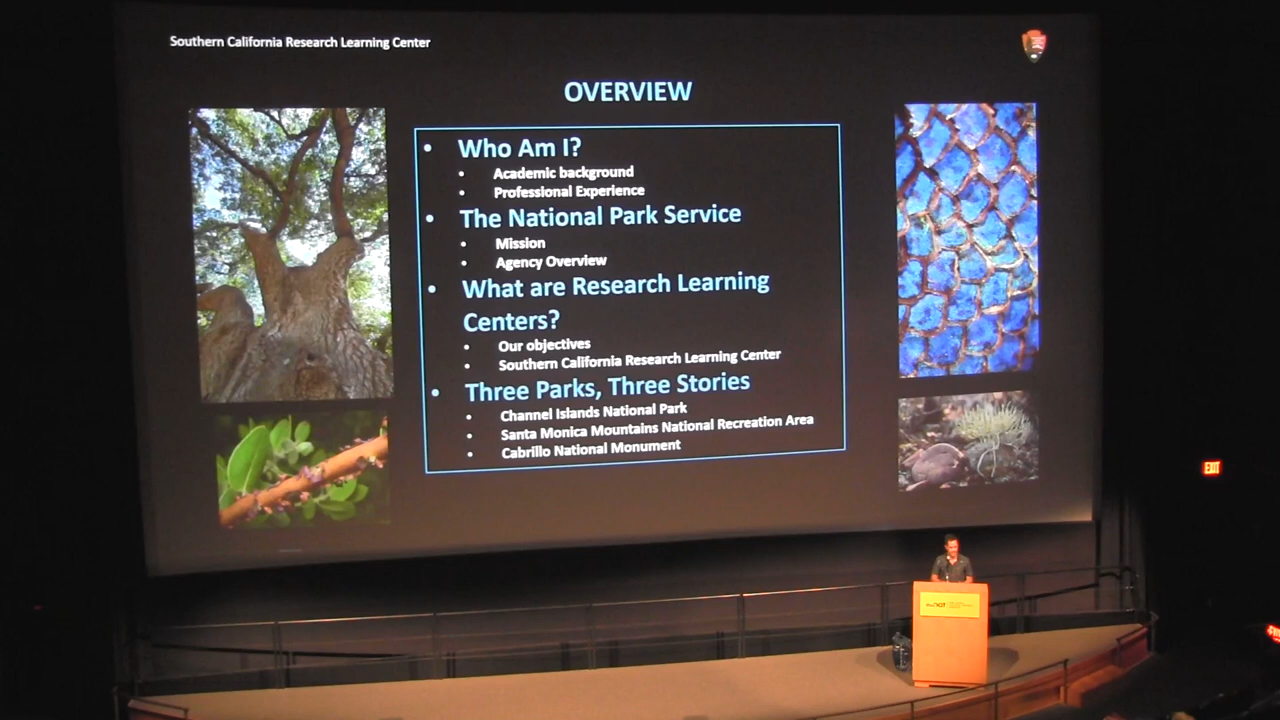 Southern California Research Learning Center
OVERVIEW
• Who Am I?
• Academic background
• Professional Experience
• The National Park Service
• Mission
• Agency Overview
• What are Research Learning
Centers?
• Our objectives
• Southern California Research Learning Center
• Three Parks, Three Stories
• Channel Islands National Park
• Santa Monica Mountains National Recreation Area
• Cabrillo National Monument
EXIT
theNAT